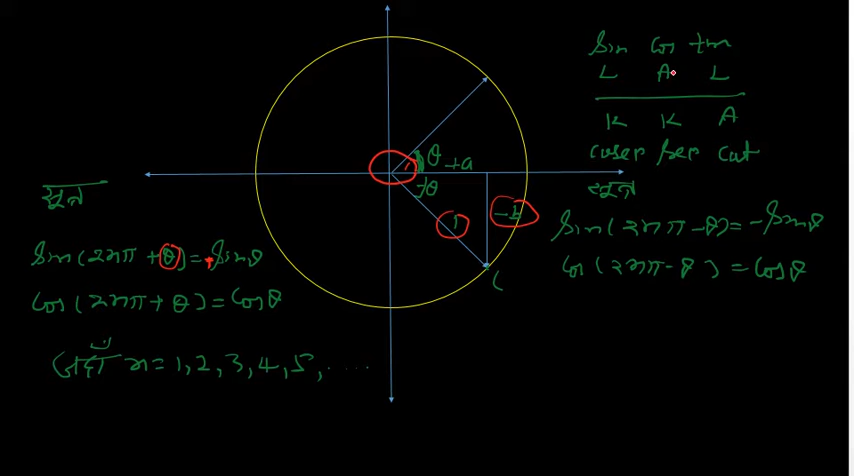 Sin Cos tan
L A L
K K A
cosec sec cot
सूत्र
Sin(2nπ-θ)=-Sinθ
Cos(2nπ-θ)=Cosθ
θ +a
-θ
1
-b
सूत्र
Sin(2nπ+θ)=+Sinθ
Cos(2nπ+θ)=Cosθ
जहाँ n=1,2,3,4,5,.....